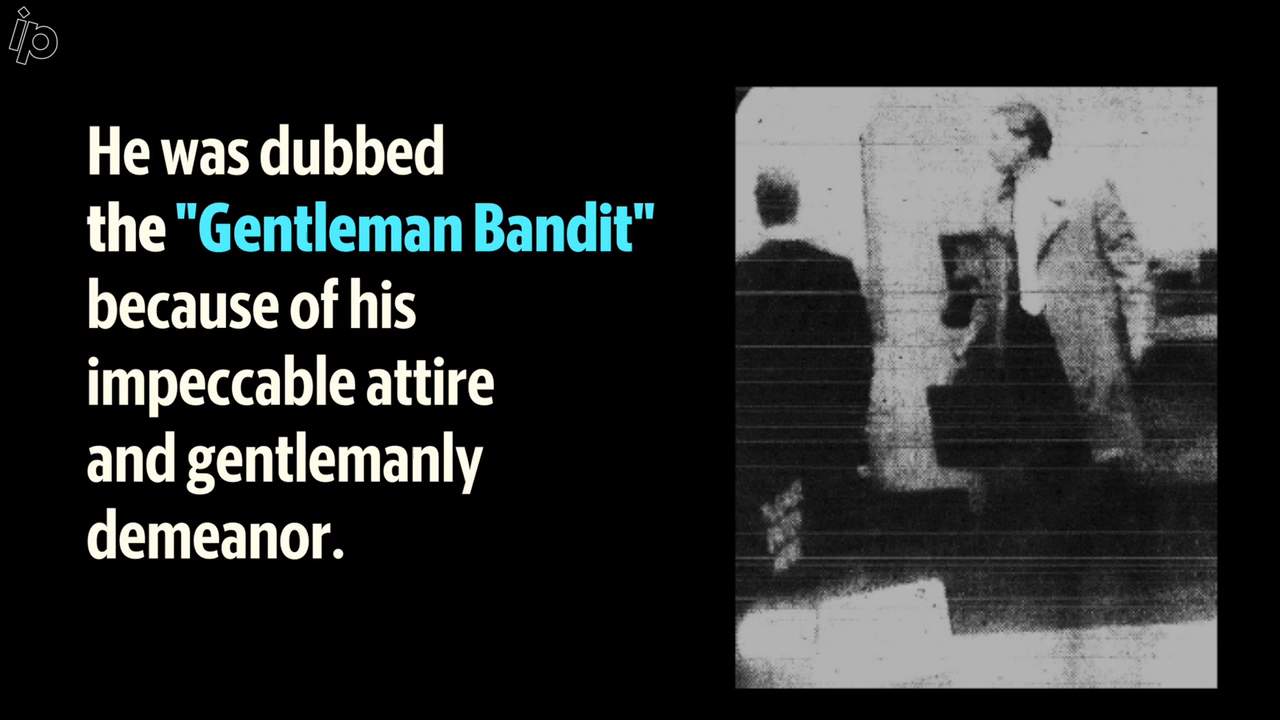 ip
He was dubbed
the "Gentleman Bandit"
because of his
impeccable attire
and gentlemanly
demeanor.